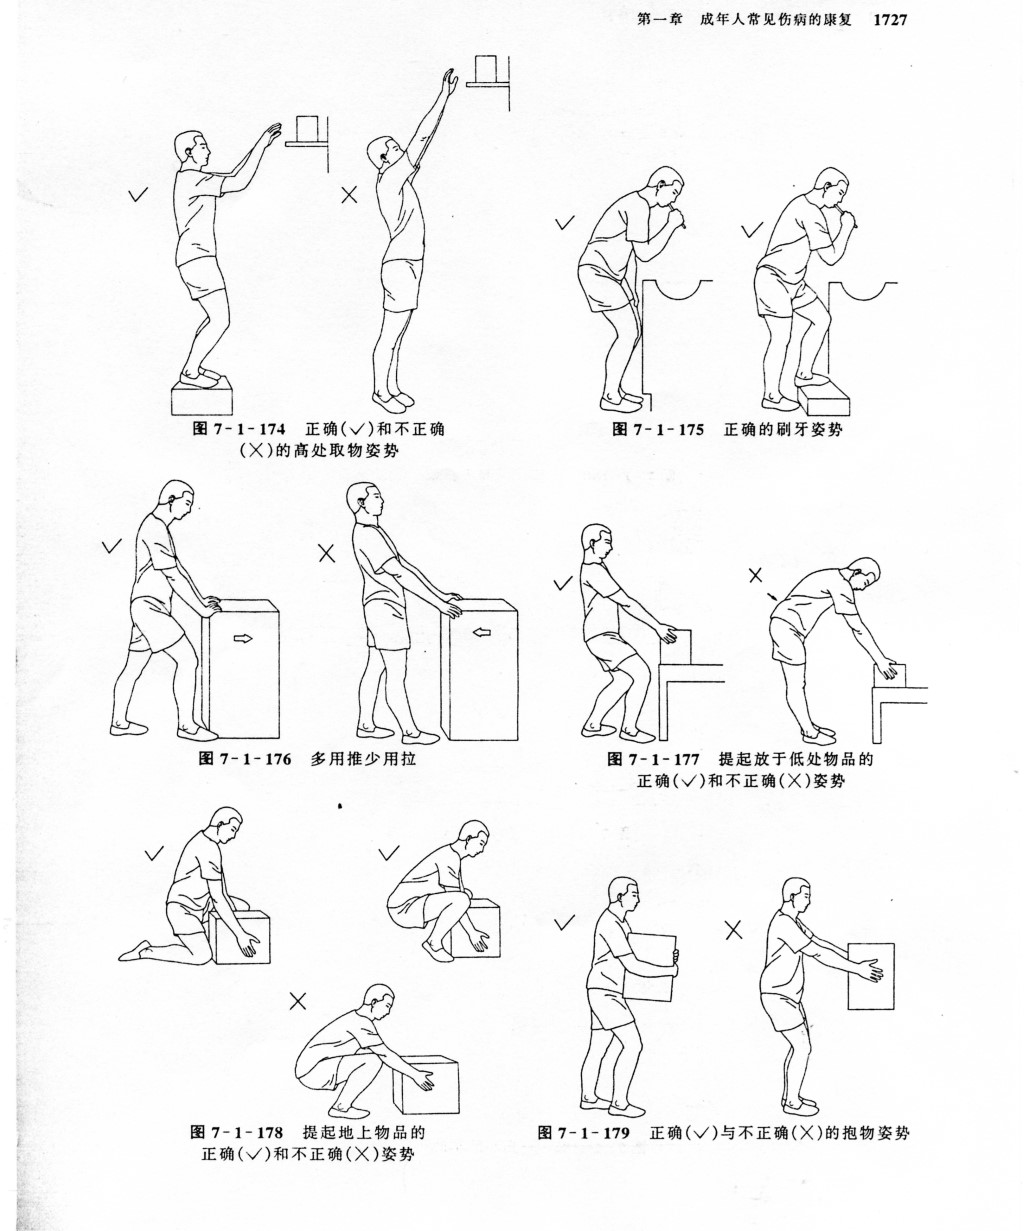 第一章 成年人常见伤病的康复 1727
图 7-1-174 正确(✓)和不正确
(×)的高处取物姿势
图 7-1-175 正确的刷牙姿势
图 7-1-176 多用推少用拉
图 7-1-177 提起放于低处物品的
正确(✓)和不正确(×)姿势
图 7-1-178 提起地上物品的
正确(✓)和不正确(×)姿势
图 7-1-179 正确(✓)与不正确(×)的抱物姿势